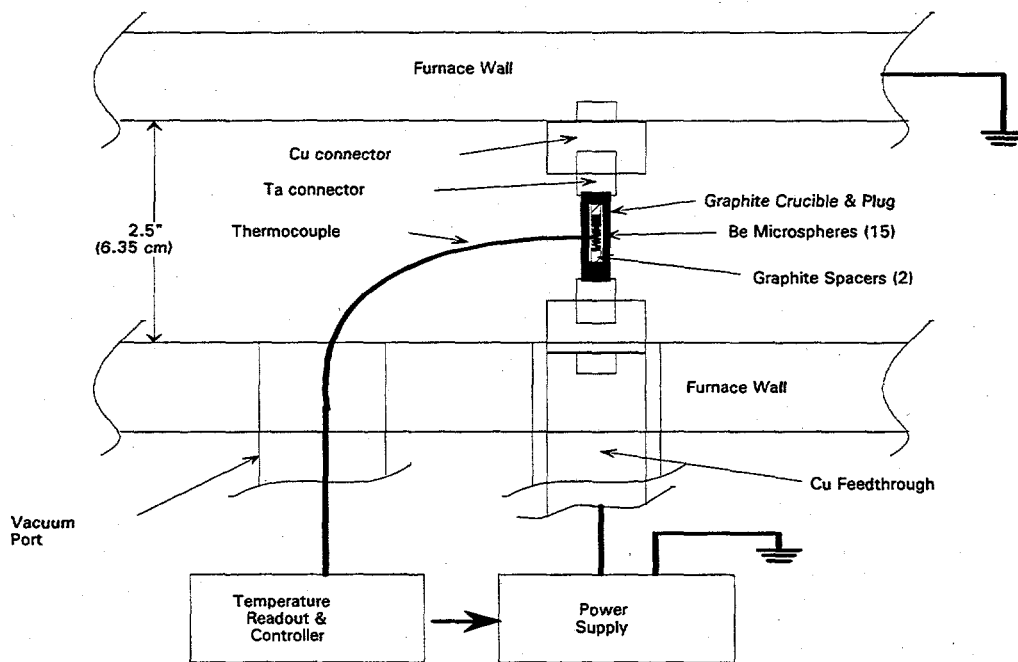 Furnace Wall
Cu connector
Ta connector
Graphite Crucible & Plug
2.5"
(6.35 cm)
Thermocouple
Be Microspheres (15)
Graphite Spacers (2)
Furnace Wall
Cu Feedthrough
Vacuum
Port
Temperature
Readout &
Controller
Power
Supply